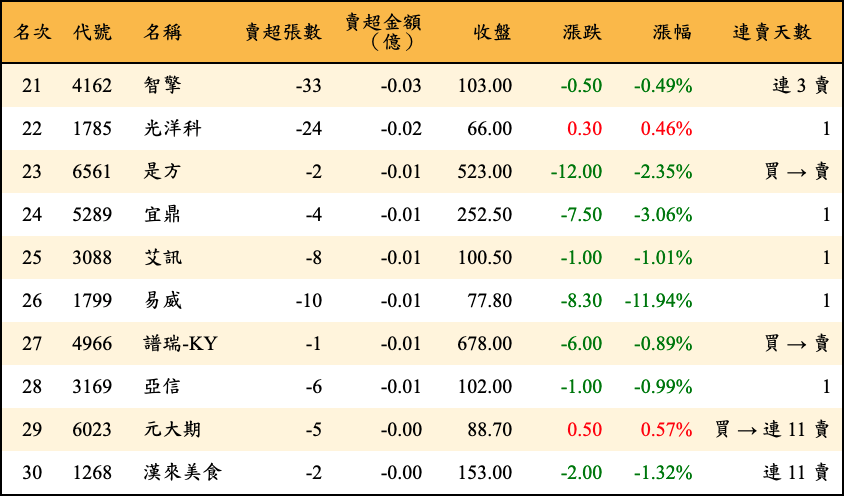 名次 代號 名稱 賣超張數 賣超金額（億） 收盤 漲跌 漲幅 連賣天數
21 4162 智擎 -33 -0.03 103.00 -0.50 -0.49% 連 3 賣
22 1785 光洋科 -24 -0.02 66.00 0.30 0.46% 1
23 6561 是方 -2 -0.01 523.00 -12.00 -2.35% 買 → 賣
24 5289 宜鼎 -4 -0.01 252.50 -7.50 -3.06% 1
25 3088 艾訊 -8 -0.01 100.50 -1.00 -1.01% 1
26 1799 易威 -10 -0.01 77.80 -8.30 -11.94% 1
27 4966 譜瑞-KY -1 -0.01 678.00 -6.00 -0.89% 買 → 賣
28 3169 亞信 -6 -0.01 102.00 -1.00 -0.99% 1
29 6023 元大期 -5 -0.00 88.70 0.50 0.57% 買 → 連 11 賣
30 1268 漢來美食 -2 -0.00 153.00 -2.00 -1.32% 連 11 賣